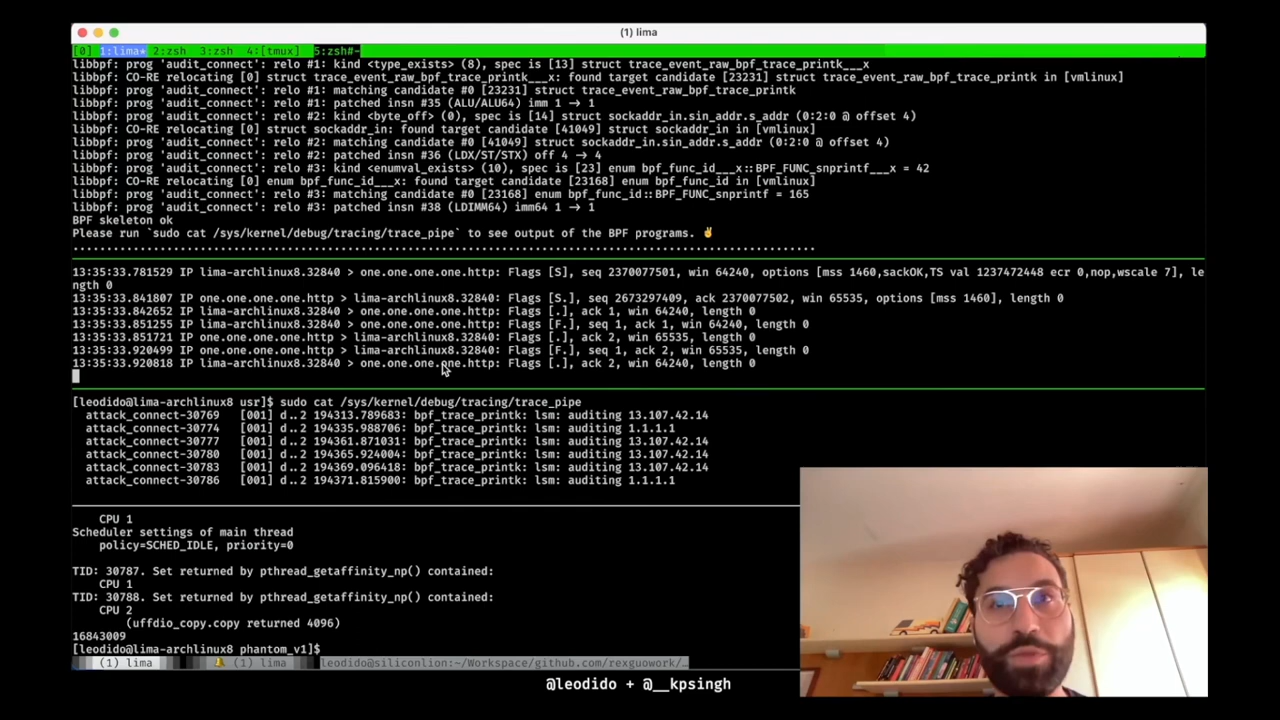 (1) lima
[0] 1:lima* 2:zsh 3:zsh 4:[tmux] 5:zsh#-
libbpf: prog 'audit_connect': relo #1: kind <type_exists> (8), spec is [13] struct trace_event_raw_bpf_trace_printk___x
libbpf: CO-RE relocating [0] struct trace_event_raw_bpf_trace_printk___x: found target candidate [23231] struct trace_event_raw_bpf_trace_printk in [vmlinux]
libbpf: prog 'audit_connect': relo #1: matching candidate #0 [23231] struct trace_event_raw_bpf_trace_printk
libbpf: prog 'audit_connect': relo #1: patched insn #35 (ALU/ALU64) imm 1 → 1
libbpf: prog 'audit_connect': relo #2: kind <byte_off> (0), spec is [14] struct sockaddr_in.sin_addr.s_addr (0:2:0 @ offset 4)
libbpf: CO-RE relocating [0] struct sockaddr_in: found target candidate [41049] struct sockaddr_in in [vmlinux]
libbpf: prog 'audit_connect': relo #2: matching candidate #0 [41049] struct sockaddr_in.sin_addr.s_addr (0:2:0 @ offset 4)
libbpf: prog 'audit_connect': relo #2: patched insn #36 (LDX/ST/STX) off 4 → 4
libbpf: prog 'audit_connect': relo #3: kind <enumval_exists> (10), spec is [23] enum bpf_func_id___x::BPF_FUNC_snprintf___x = 42
libbpf: CO-RE relocating [0] enum bpf_func_id___x: found target candidate [23168] enum bpf_func_id in [vmlinux]
libbpf: prog 'audit_connect': relo #3: matching candidate #0 [23168] enum bpf_func_id::BPF_FUNC_snprintf = 165
libbpf: prog 'audit_connect': relo #3: patched insn #38 (LDIMM64) imm64 1 → 1
BPF skeleton ok
Please run `sudo cat /sys/kernel/debug/tracing/trace_pipe` to see output of the BPF programs. ✌
................................................................................................................
13:35:33.781529 IP lima-archlinux8.32840 > one.one.one.one.http: Flags [S], seq 2370077501, win 64240, options [mss 1460,sackOK,TS val 1237472448 ecr 0,nop,wscale 7], le
ngth 0
13:35:33.841807 IP one.one.one.one.http > lima-archlinux8.32840: Flags [S.], seq 2673297409, ack 2370077502, win 65535, options [mss 1460], length 0
13:35:33.842652 IP lima-archlinux8.32840 > one.one.one.one.http: Flags [.], ack 1, win 64240, length 0
13:35:33.851255 IP lima-archlinux8.32840 > one.one.one.one.http: Flags [F.], seq 1, ack 1, win 64240, length 0
13:35:33.851721 IP one.one.one.one.http > lima-archlinux8.32840: Flags [.], ack 2, win 65535, length 0
13:35:33.920499 IP one.one.one.one.http > lima-archlinux8.32840: Flags [F.], seq 1, ack 2, win 65535, length 0
13:35:33.920818 IP lima-archlinux8.32840 > one.one.one.one.http: Flags [.], ack 2, win 64240, length 0
[leodido@lima-archlinux8 usr]$ sudo cat /sys/kernel/debug/tracing/trace_pipe
attack_connect-30769 [001] d..2 194313.789683: bpf_trace_printk: lsm: auditing 13.107.42.14
attack_connect-30774 [001] d..2 194335.988706: bpf_trace_printk: lsm: auditing 1.1.1.1
attack_connect-30777 [001] d..2 194361.871031: bpf_trace_printk: lsm: auditing 13.107.42.14
attack_connect-30780 [001] d..2 194365.924004: bpf_trace_printk: lsm: auditing 13.107.42.14
attack_connect-30783 [001] d..2 194369.096418: bpf_trace_printk: lsm: auditing 13.107.42.14
attack_connect-30786 [001] d..2 194371.815900: bpf_trace_printk: lsm: auditing 1.1.1.1
CPU 1
Scheduler settings of main thread
policy=SCHED_IDLE, priority=0
TID: 30787. Set returned by pthread_getaffinity_np() contained:
CPU 1
TID: 30788. Set returned by pthread_getaffinity_np() contained:
CPU 2
(uffdio_copy.copy returned 4096)
16843009
[leodido@lima-archlinux8 phantom_v1]$
(1) lima 🔔 (1) lima leodido@siliconlion:~/Workspace/github.com/rexguowork/…
@leodido + @__kpsingh